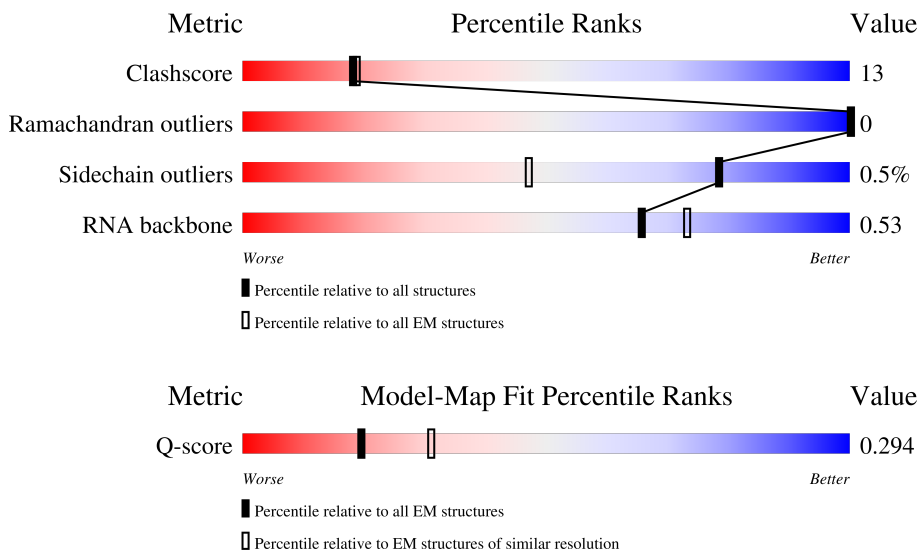 Metric Percentile Ranks Value
Clashscore 13
Ramachandran outliers 0
Sidechain outliers 0.5%
RNA backbone 0.53
Worse Better
Percentile relative to all structures
Percentile relative to all EM structures
Metric Model-Map Fit Percentile Ranks Value
Q-score 0.294
Worse Better
Percentile relative to all EM structures
Percentile relative to EM structures of similar resolution